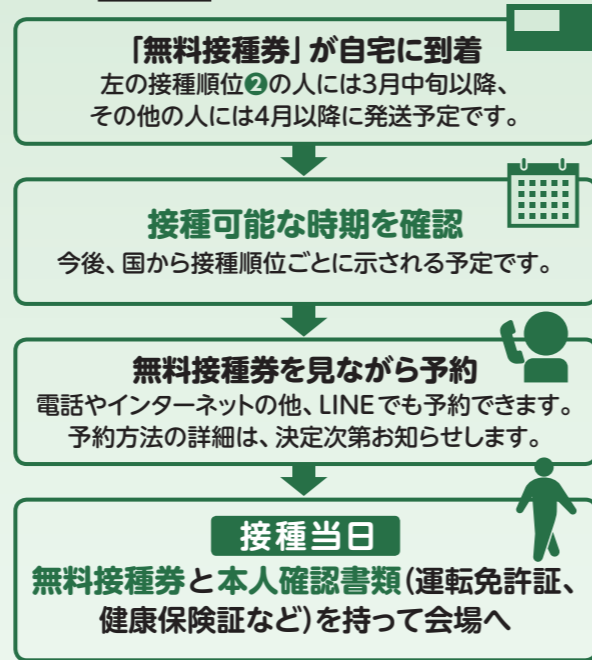 「無料接種券」が自宅に到着
左の接種順位❷の人には3月中旬以降、
その他の人には4月以降に発送予定です。
接種可能な時期を確認
今後、国から接種順位ごとに示される予定です。
無料接種券を見ながら予約
電話やインターネットの他、LINEでも予約できます。
予約方法の詳細は、決定次第お知らせします。
接種当日
無料接種券と本人確認書類(運転免許証、
健康保険証など)を持って会場へ